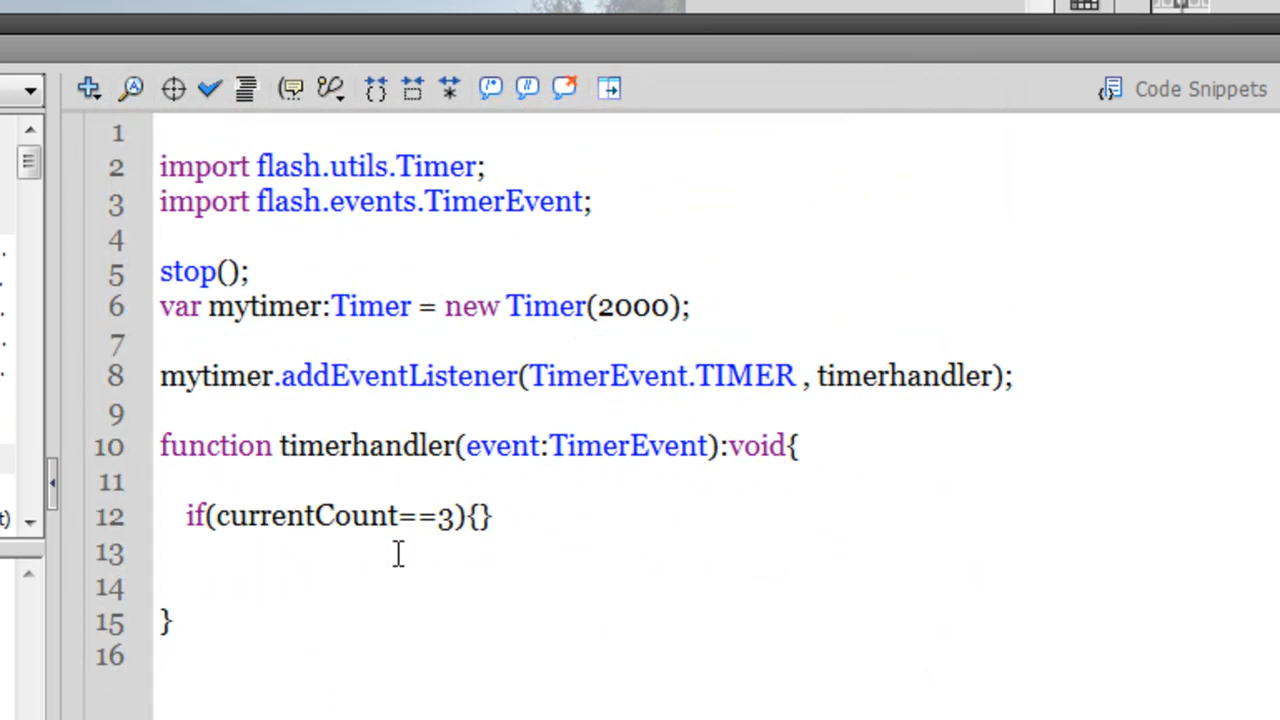 Code Snippets
1
2 import flash.utils.Timer;
3 import flash.events.TimerEvent;
4
5 stop();
6 var mytimer:Timer = new Timer(2000);
7
8 mytimer.addEventListener(TimerEvent.TIMER , timerhandler);
9
10 function timerhandler(event:TimerEvent):void{
11
12 if(currentCount==3){}
13
14
15 }
16
t)